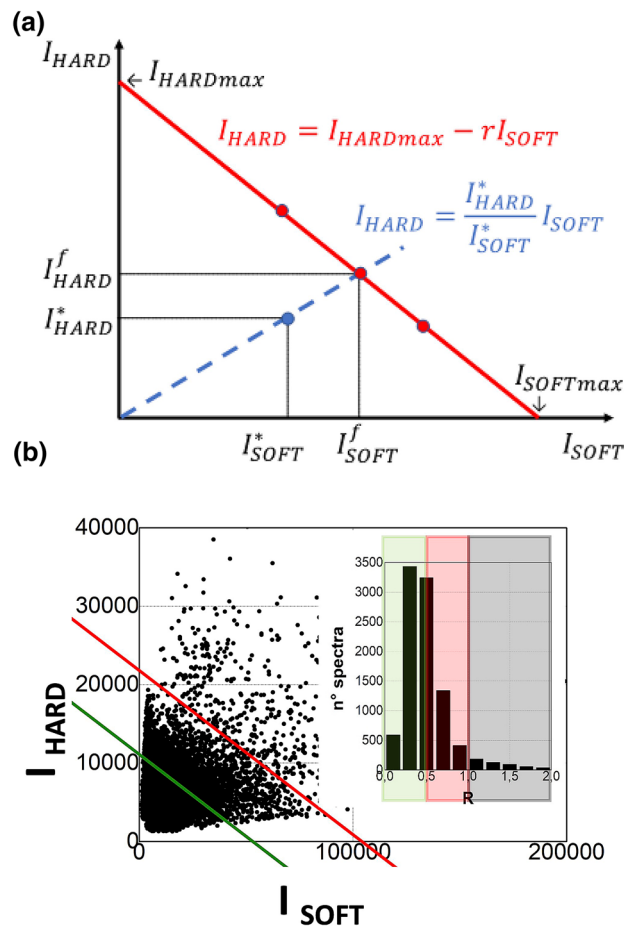 (a)
I_HARD
← I_HARDmax
I_HARD = I_HARDmax − rI_SOFT
I_HARD = I*_HARD / I*_SOFT I_SOFT
I^f_HARD
I*_HARD
I_SOFTmax
↓
I*_SOFT I^f_SOFT I_SOFT
(b)
40000
30000
20000
10000
0
I HARD
0 100000 200000
I SOFT
3500
3000
2500
2000
1500
1000
500
0
n° spectra
0,0 0,5 1,0 1,5 2,0
R